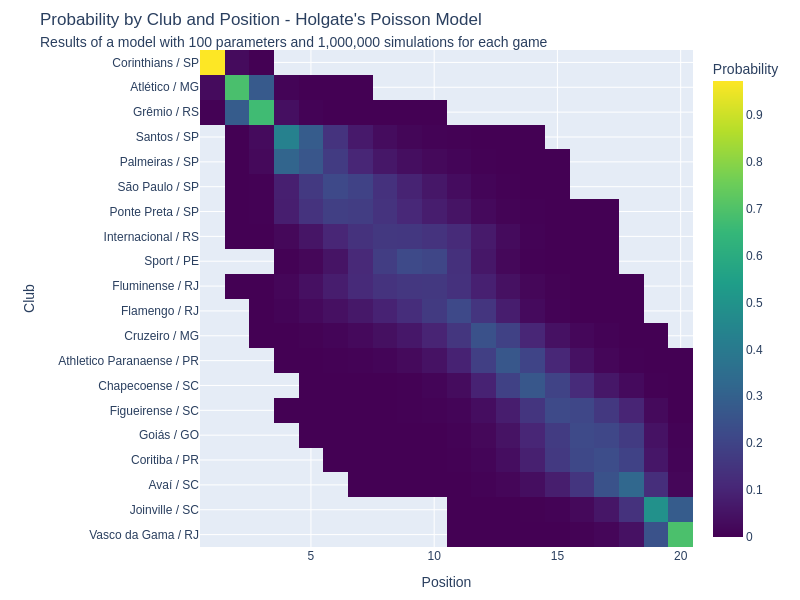 Probability by Club and Position - Holgate's Poisson Model
Results of a model with 100 parameters and 1,000,000 simulations for each game
Probability
Club
Corinthians / SP
Atlético / MG
Grêmio / RS
Santos / SP
Palmeiras / SP
São Paulo / SP
Ponte Preta / SP
Internacional / RS
Sport / PE
Fluminense / RJ
Flamengo / RJ
Cruzeiro / MG
Athletico Paranaense / PR
Chapecoense / SC
Figueirense / SC
Goiás / GO
Coritiba / PR
Avaí / SC
Joinville / SC
Vasco da Gama / RJ
0.9
0.8
0.7
0.6
0.5
0.4
0.3
0.2
0.1
0
5 10 15 20
Position